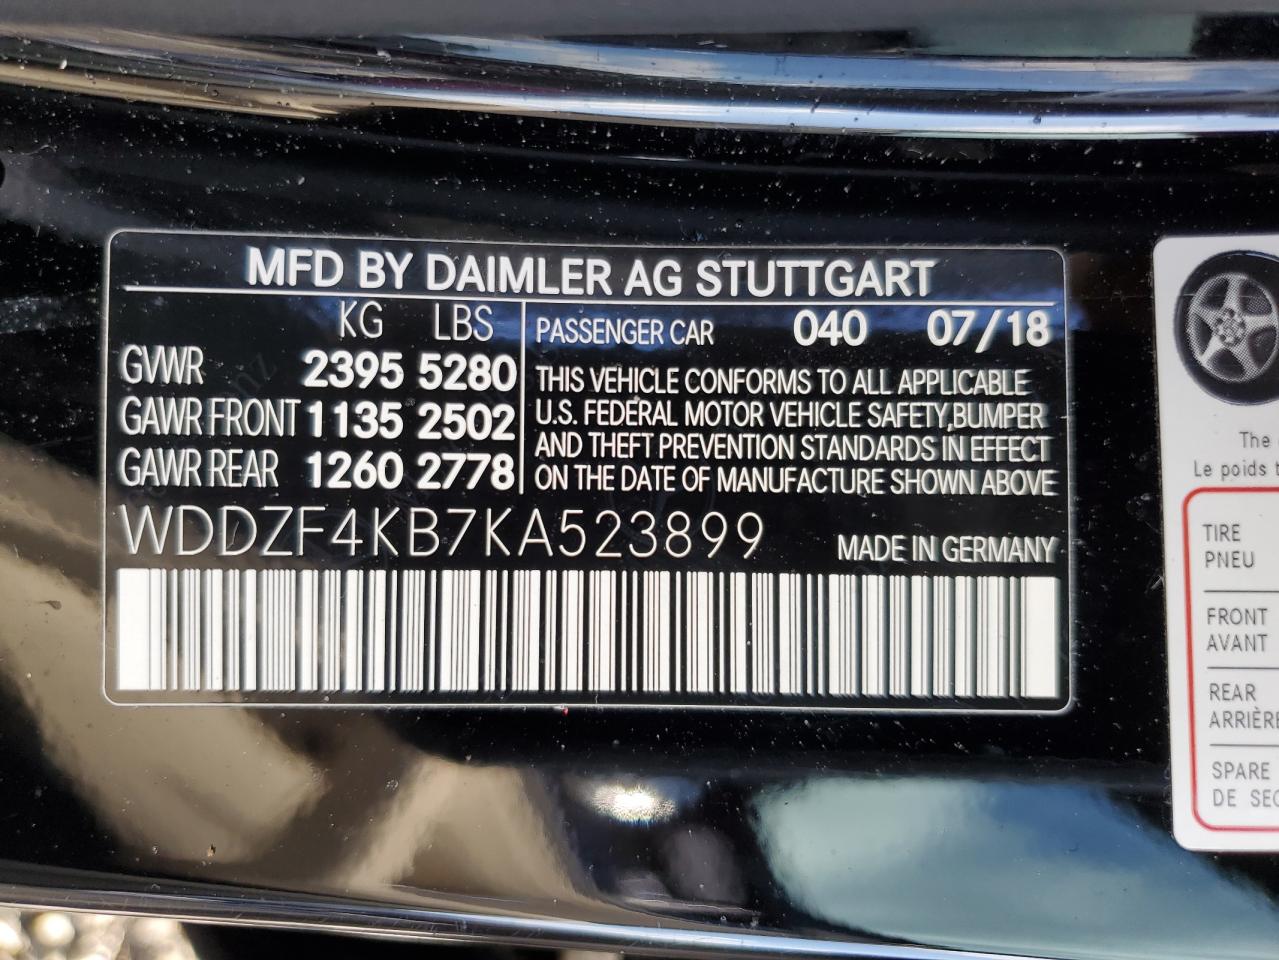 MFD BY DAIMLER AG STUTTGART
KG LBS
GVWR 2395 5280
GAWR FRONT 1135 2502
GAWR REAR 1260 2778
PASSENGER CAR 040 07/18
THIS VEHICLE CONFORMS TO ALL APPLICABLE
U.S. FEDERAL MOTOR VEHICLE SAFETY, BUMPER
AND THEFT PREVENTION STANDARDS IN EFFECT
ON THE DATE OF MANUFACTURE SHOWN ABOVE
WDDZF4KB7KA523899
MADE IN GERMANY
The
Le poids
TIRE
PNEU
FRONT
AVANT
REAR
ARRIÈRE
SPARE
DE